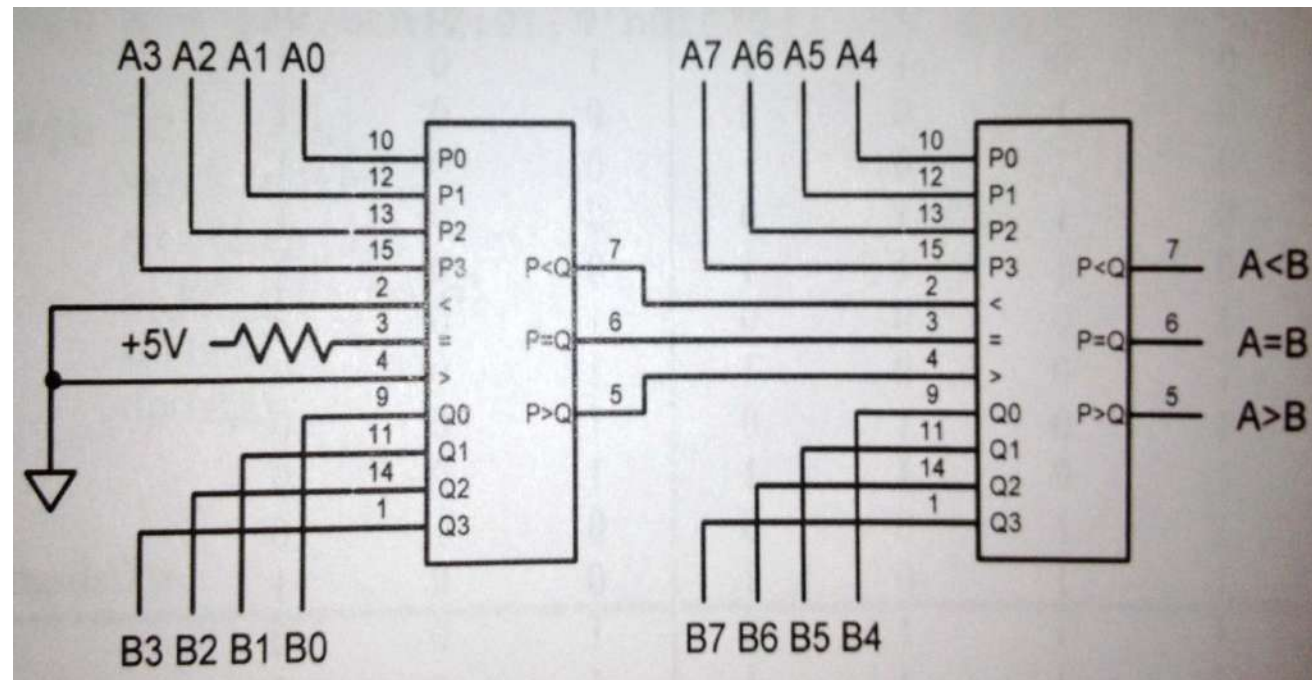 A3 A2 A1 A0
A7 A6 A5 A4
10 P0
12 P1
13 P2
15 P3
2 <
3 =
4 >
9 Q0
11 Q1
14 Q2
1 Q3
P<Q 7
P=Q 6
P>Q 5
+5V
10 P0
12 P1
13 P2
15 P3
2 <
3 =
4 >
9 Q0
11 Q1
14 Q2
1 Q3
P<Q 7 A<B
P=Q 6 A=B
P>Q 5 A>B
B3 B2 B1 B0
B7 B6 B5 B4